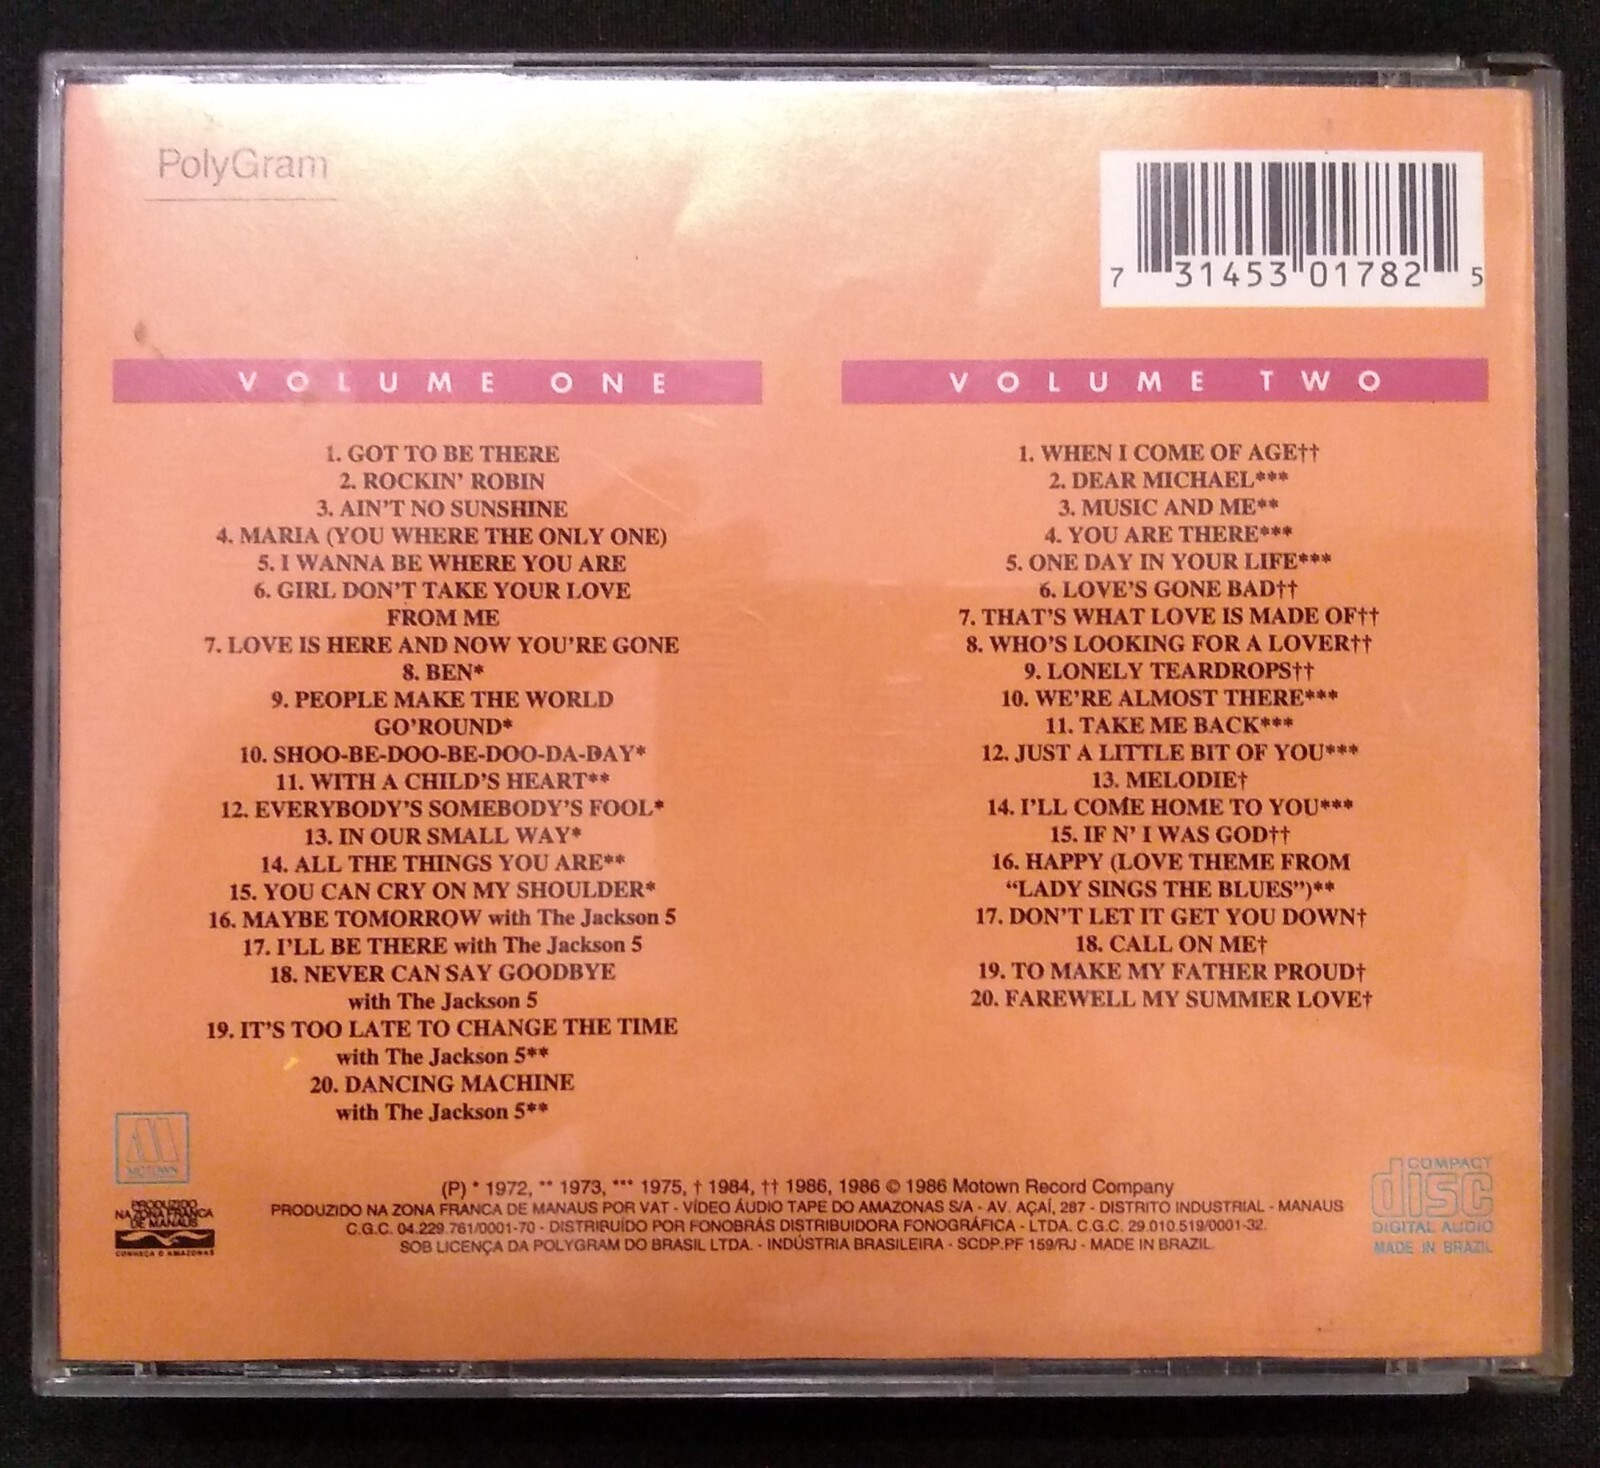 PolyGram
7 31453 01782 5
VOLUME ONE
1. GOT TO BE THERE
2. ROCKIN' ROBIN
3. AIN'T NO SUNSHINE
4. MARIA (YOU WHERE THE ONLY ONE)
5. I WANNA BE WHERE YOU ARE
6. GIRL DON'T TAKE YOUR LOVE
FROM ME
7. LOVE IS HERE AND NOW YOU'RE GONE
8. BEN*
9. PEOPLE MAKE THE WORLD
GO'ROUND*
10. SHOO-BE-DOO-BE-DOO-DA-DAY*
11. WITH A CHILD'S HEART**
12. EVERYBODY'S SOMEBODY'S FOOL*
13. IN OUR SMALL WAY*
14. ALL THE THINGS YOU ARE**
15. YOU CAN CRY ON MY SHOULDER*
16. MAYBE TOMORROW with The Jackson 5
17. I'LL BE THERE with The Jackson 5
18. NEVER CAN SAY GOODBYE
with The Jackson 5
19. IT'S TOO LATE TO CHANGE THE TIME
with The Jackson 5**
20. DANCING MACHINE
with The Jackson 5**
VOLUME TWO
1. WHEN I COME OF AGE††
2. DEAR MICHAEL***
3. MUSIC AND ME**
4. YOU ARE THERE***
5. ONE DAY IN YOUR LIFE***
6. LOVE'S GONE BAD††
7. THAT'S WHAT LOVE IS MADE OF††
8. WHO'S LOOKING FOR A LOVER††
9. LONELY TEARDROPS††
10. WE'RE ALMOST THERE***
11. TAKE ME BACK***
12. JUST A LITTLE BIT OF YOU***
13. MELODIE†
14. I'LL COME HOME TO YOU***
15. IF N' I WAS GOD††
16. HAPPY (LOVE THEME FROM
“LADY SINGS THE BLUES”)**
17. DON'T LET IT GET YOU DOWN†
18. CALL ON ME†
19. TO MAKE MY FATHER PROUD†
20. FAREWELL MY SUMMER LOVE†
MOTOWN
PRODUZIDO
NA ZONA FRANCA
DE MANAUS
CONHEÇA O AMAZONAS
(P) * 1972, ** 1973, *** 1975, † 1984, †† 1986, 1986 © 1986 Motown Record Company
PRODUZIDO NA ZONA FRANCA DE MANAUS POR VAT - VÍDEO ÁUDIO TAPE DO AMAZONAS S/A - AV. AÇAÍ, 287 - DISTRITO INDUSTRIAL - MANAUS
C.G.C. 04.229.761/0001-70 - DISTRIRUÍDO POR FONOBRÁS DISTRIBUIDORA FONOGRÁFICA - LTDA. C.G.C. 29.010.519/0001-32.
SOB LICENÇA DA POLYGRAM DO BRASIL LTDA. - INDÚSTRIA BRASILEIRA - SCDP.PF 159/RJ - MADE IN BRAZIL
COMPACT
disc
DIGITAL AUDIO
MADE IN BRAZIL